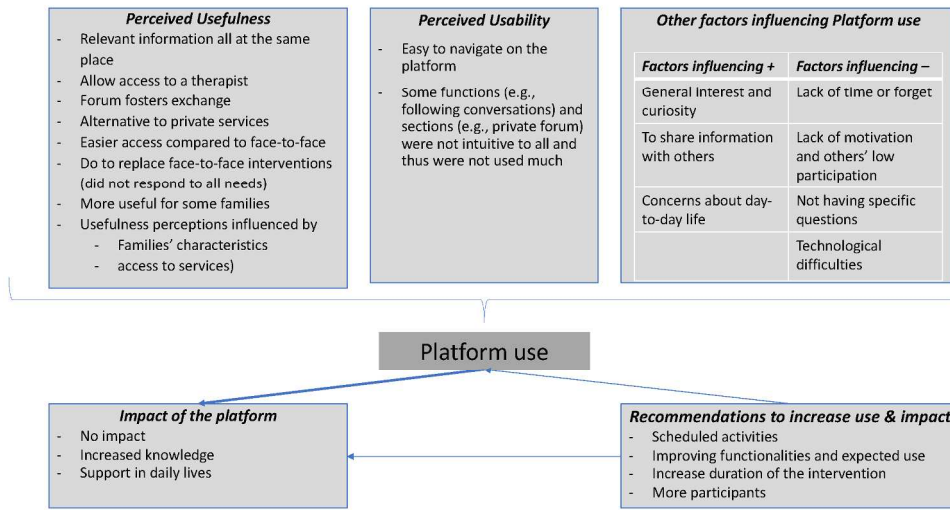 Perceived Usefulness
- Relevant information all at the same
place
- Allow access to a therapist
- Forum fosters exchange
- Alternative to private services
- Easier access compared to face-to-face
- Do to replace face-to-face interventions
(did not respond to all needs)
- More useful for some families
- Usefulness perceptions influenced by
- Families' characteristics
- access to services)
Perceived Usability
- Easy to navigate on the
platform
- Some functions (e.g.,
following conversations) and
sections (e.g., private forum)
were not intuitive to all and
thus were not used much
Other factors influencing Platform use
Factors influencing +
Factors influencing –
General interest and
curiosity
Lack of time or forget
To share information
with others
Lack of motivation
and others' low
participation
Concerns about day-
to-day life
Not having specific
questions
Technological
difficulties
Platform use
Impact of the platform
- No impact
- Increased knowledge
- Support in daily lives
Recommendations to increase use & impact
- Scheduled activities
- Improving functionalities and expected use
- Increase duration of the intervention
- More participants